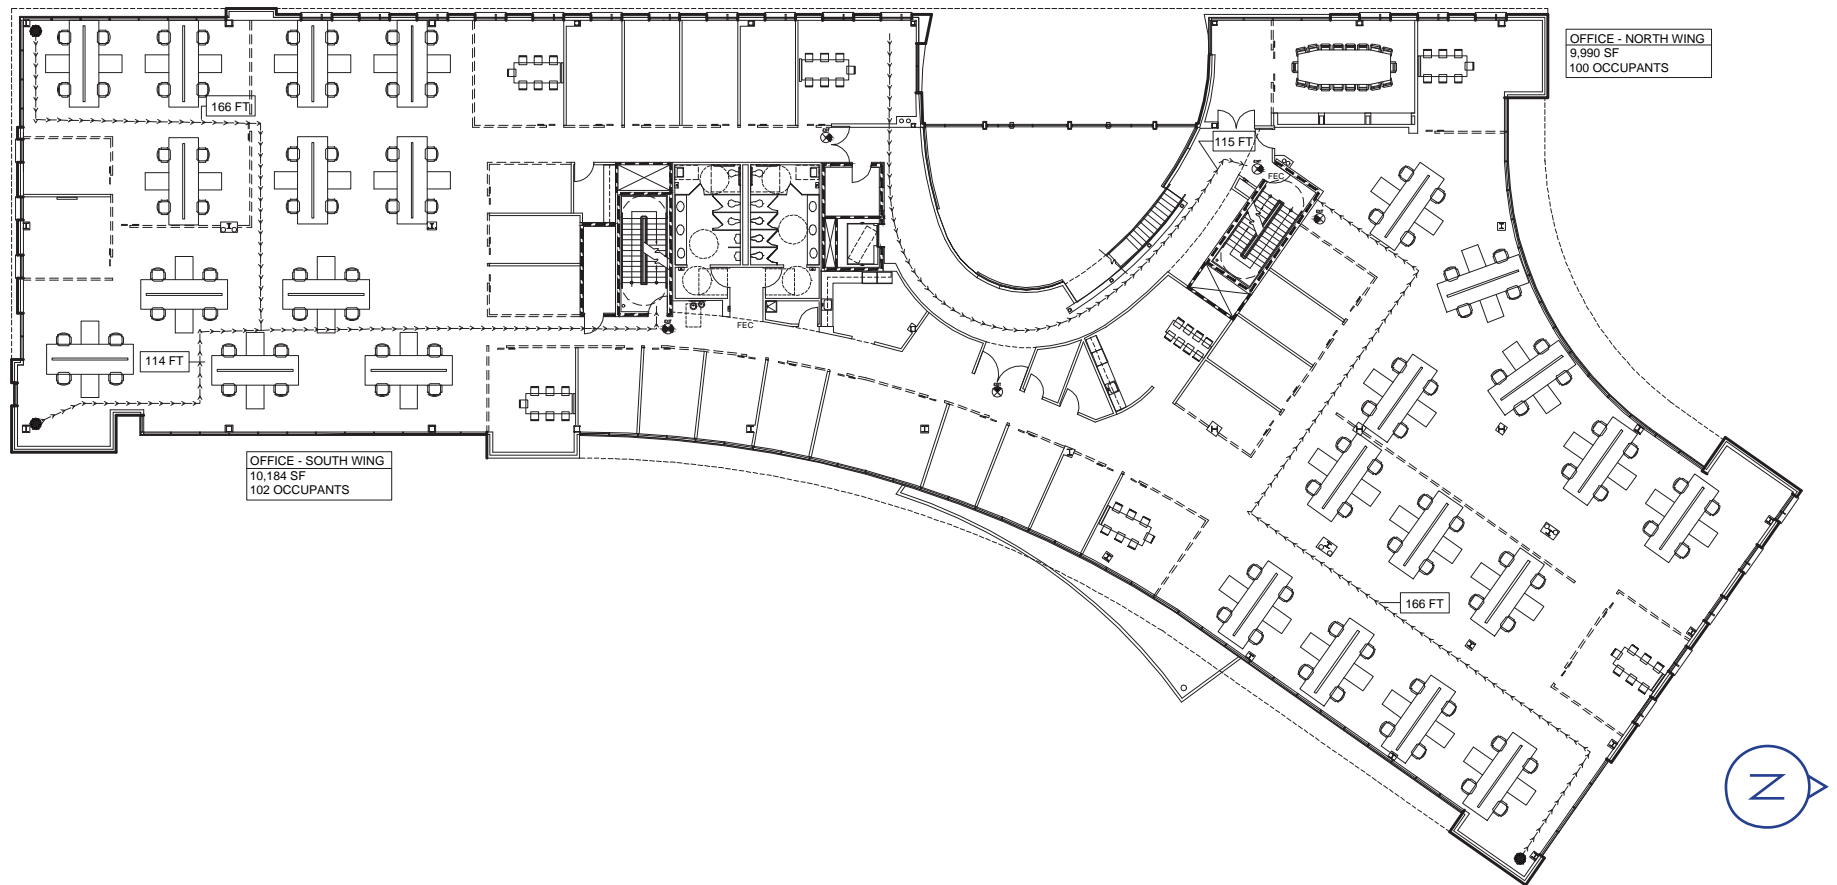 OFFICE - NORTH WING
9,990 SF
100 OCCUPANTS
166 FT
115 FT
FEC
FEC
114 FT
OFFICE - SOUTH WING
10,184 SF
102 OCCUPANTS
166 FT
N